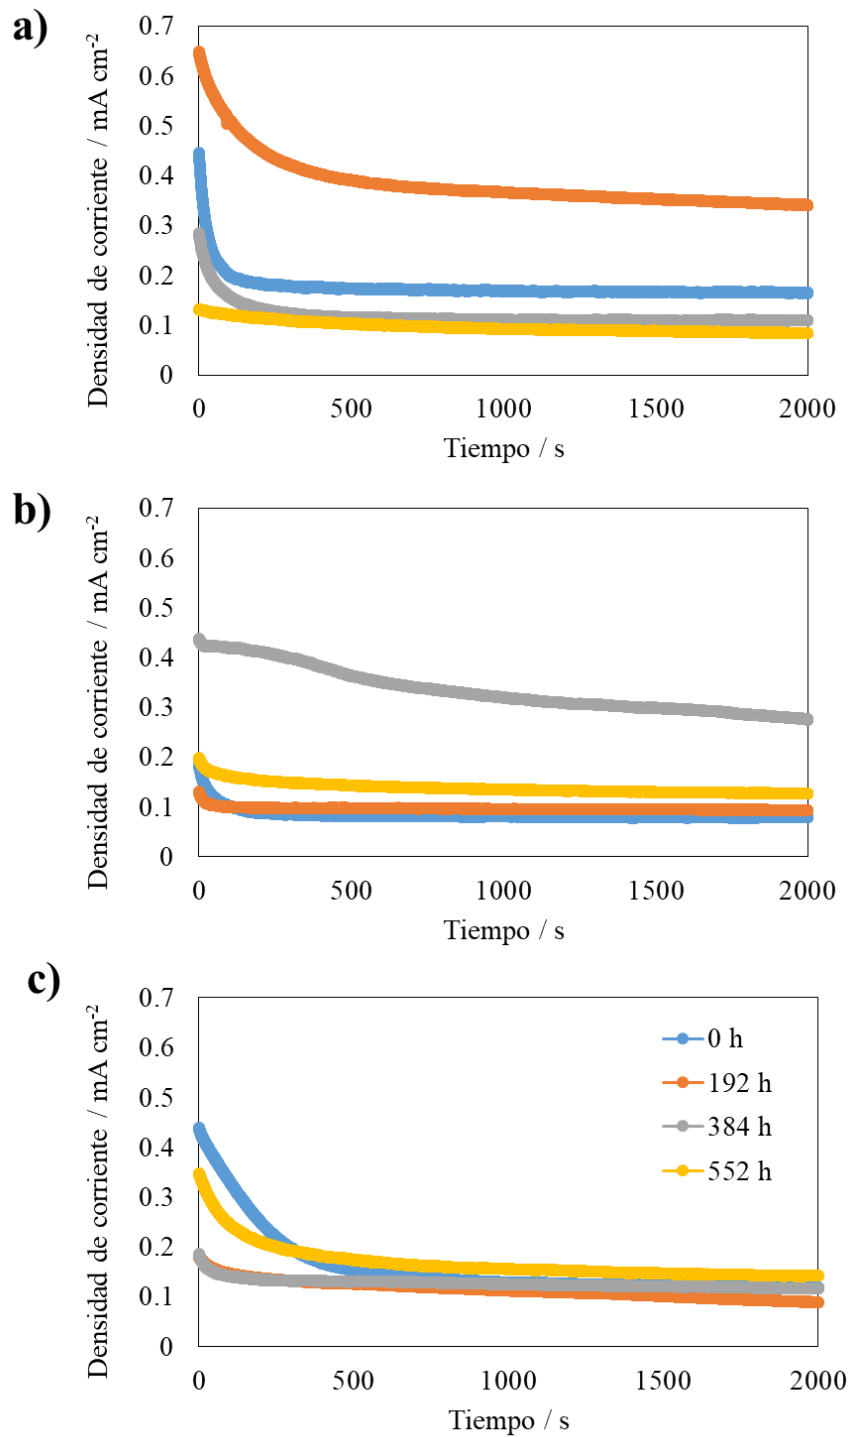 a)
Densidad de corriente / mA cm-2
0.7
0.6
0.5
0.4
0.3
0.2
0.1
0
0 500 1000 1500 2000
Tiempo / s
b)
Densidad de corriente / mA cm-2
0.7
0.6
0.5
0.4
0.3
0.2
0.1
0
0 500 1000 1500 2000
Tiempo / s
c)
Densidad de corriente / mA cm-2
0.7
0.6
0.5
0.4
0.3
0.2
0.1
0
0 h
192 h
384 h
552 h
0 500 1000 1500 2000
Tiempo / s